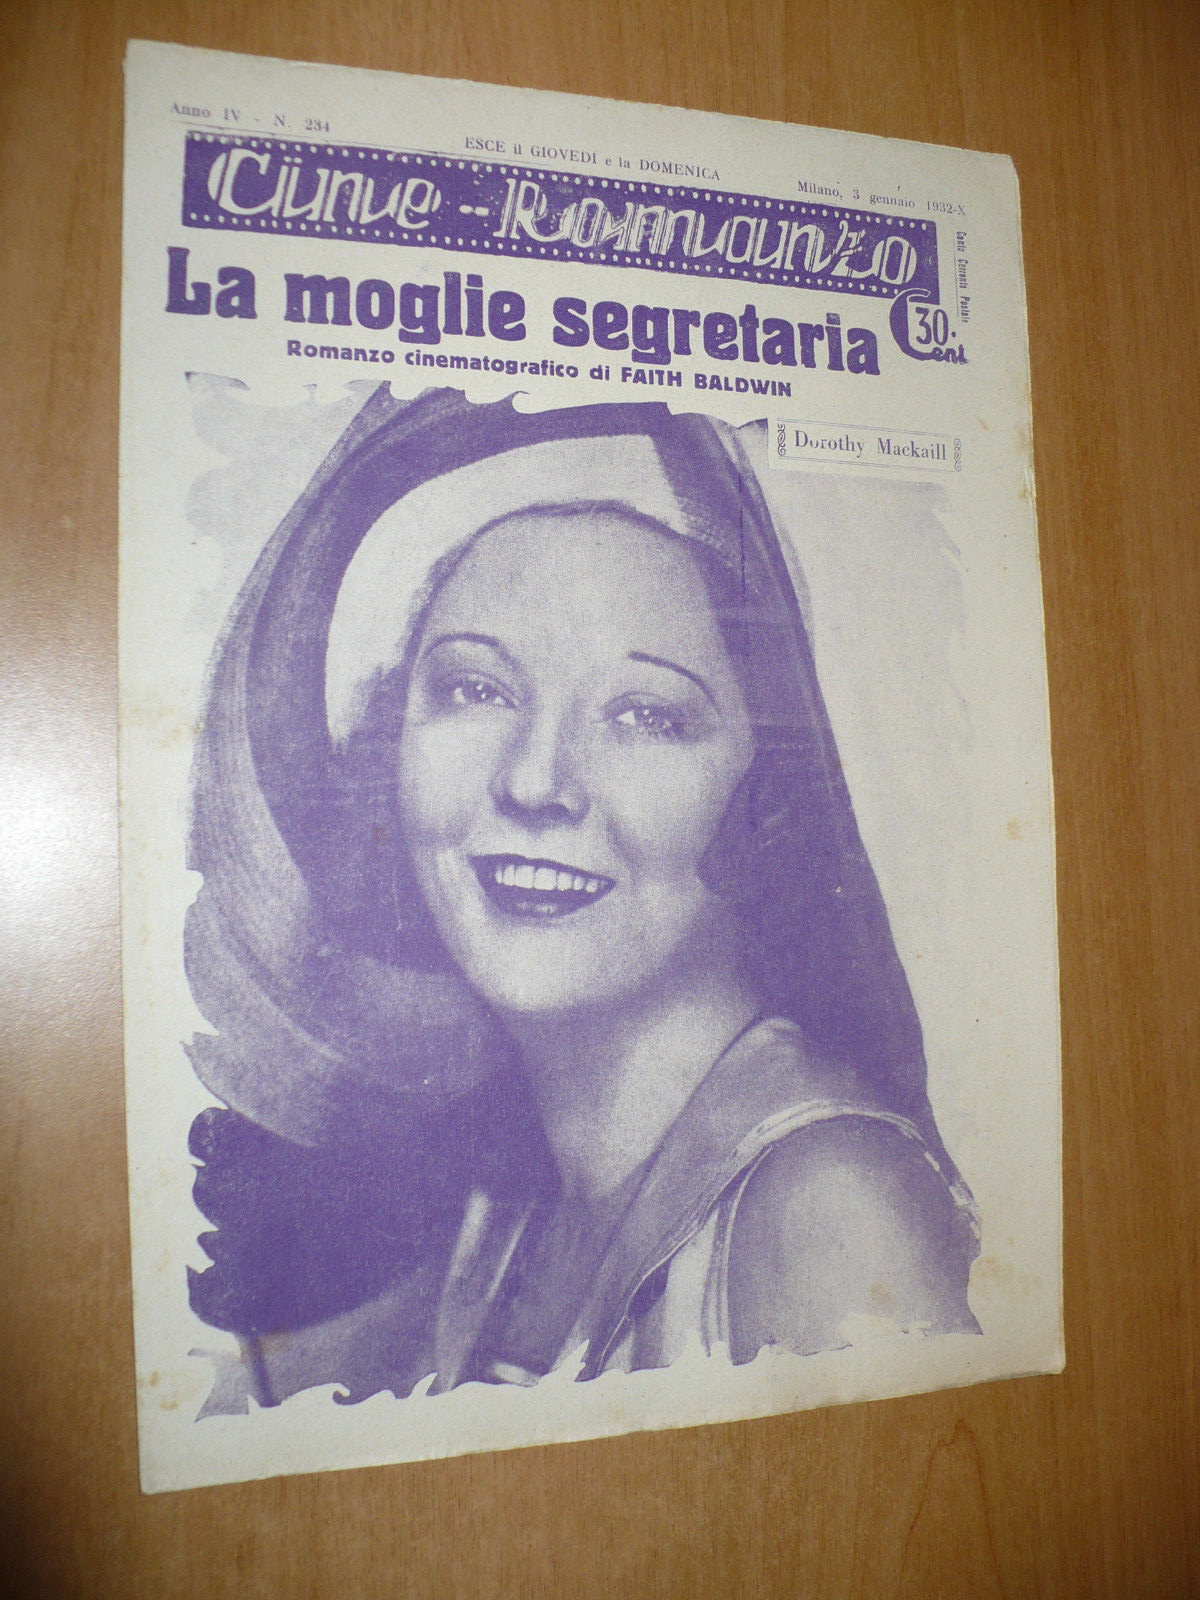 Anno IV - N. 234
ESCE il GIOVEDI e la DOMENICA
Milano, 3 gennaio 1932-X
Cine-Romanzo
Conto Corrente Postale
La moglie segretaria
30 Cent.
Romanzo cinematografico di FAITH BALDWIN
Dorothy Mackaill